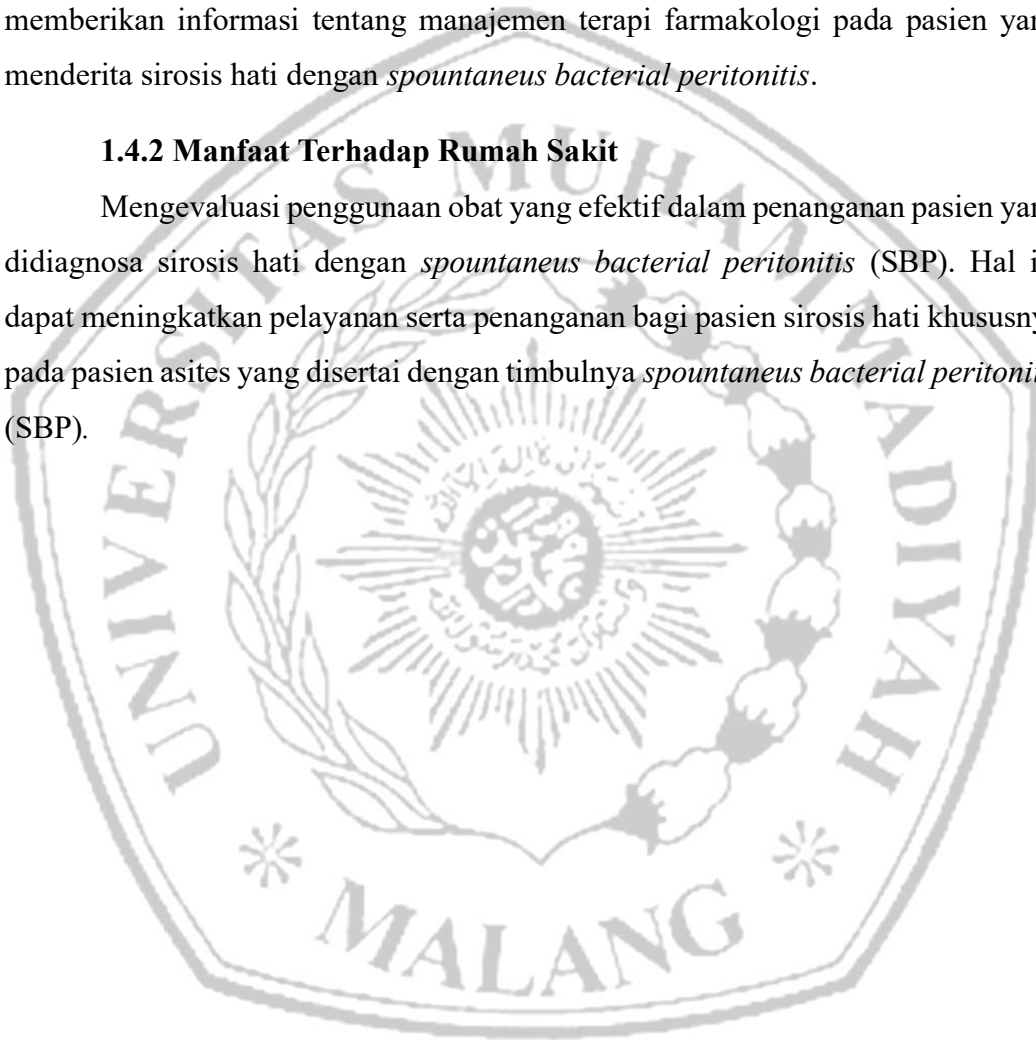 memberikan informasi tentang manajemen terapi farmakologi pada pasien yan
menderita sirosis hati dengan spountaneus bacterial peritonitis.
1.4.2 Manfaat Terhadap Rumah Sakit
Mengevaluasi penggunaan obat yang efektif dalam penanganan pasien yan
didiagnosa sirosis hati dengan spountaneus bacterial peritonitis (SBP). Hal i
dapat meningkatkan pelayanan serta penanganan bagi pasien sirosis hati khususny
pada pasien asites yang disertai dengan timbulnya spountaneus bacterial peritoni
(SBP).
UNIVERSITAS MUHAMMADIYAH
MALANG